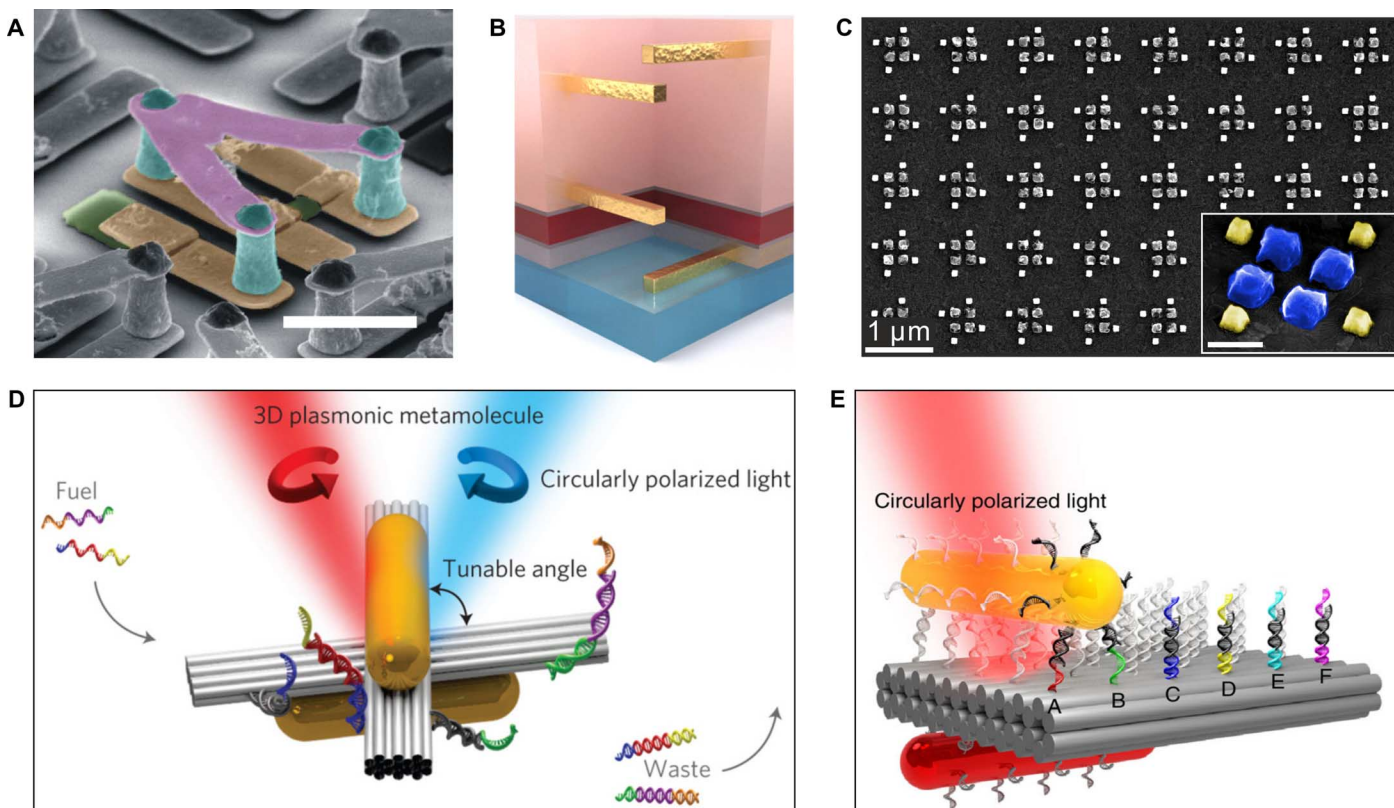 A
B
C
1 μm
D
3D plasmonic metamolecule
Fuel
Circularly polarized light
Tunable angle
Waste
E
Circularly polarized light
A
B
C
D
E
F